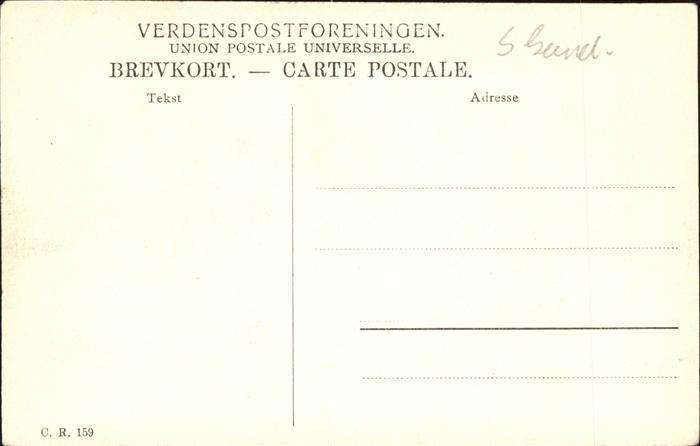 VERDENSPOSTFORENINGEN.
UNION POSTALE UNIVERSELLE.
BREVKORT. — CARTE POSTALE.
Tekst
Adresse
C. R. 159